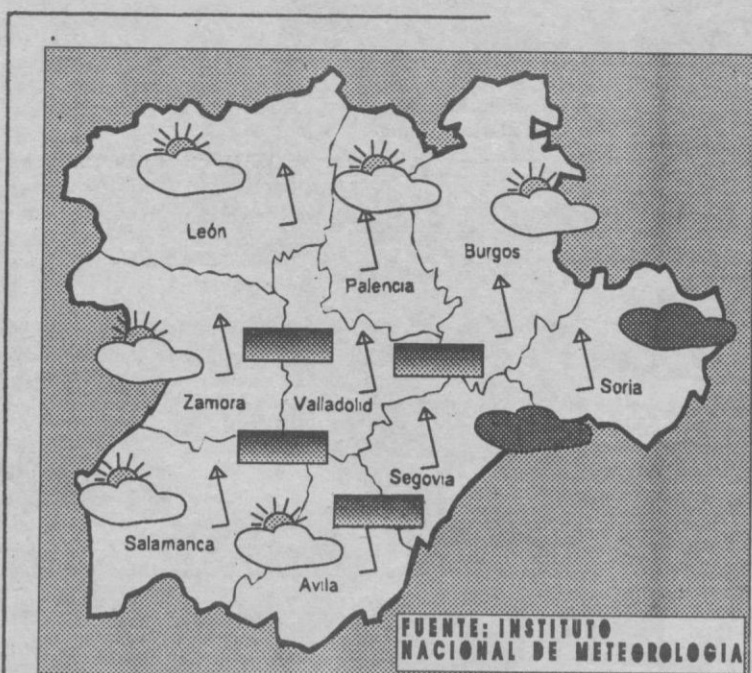 León
Palencia
Burgos
Zamora
Valladolid
Soria
Segovia
Salamanca
Avila
FUENTE: INSTITUTO
NACIONAL DE METEOROLOGIA